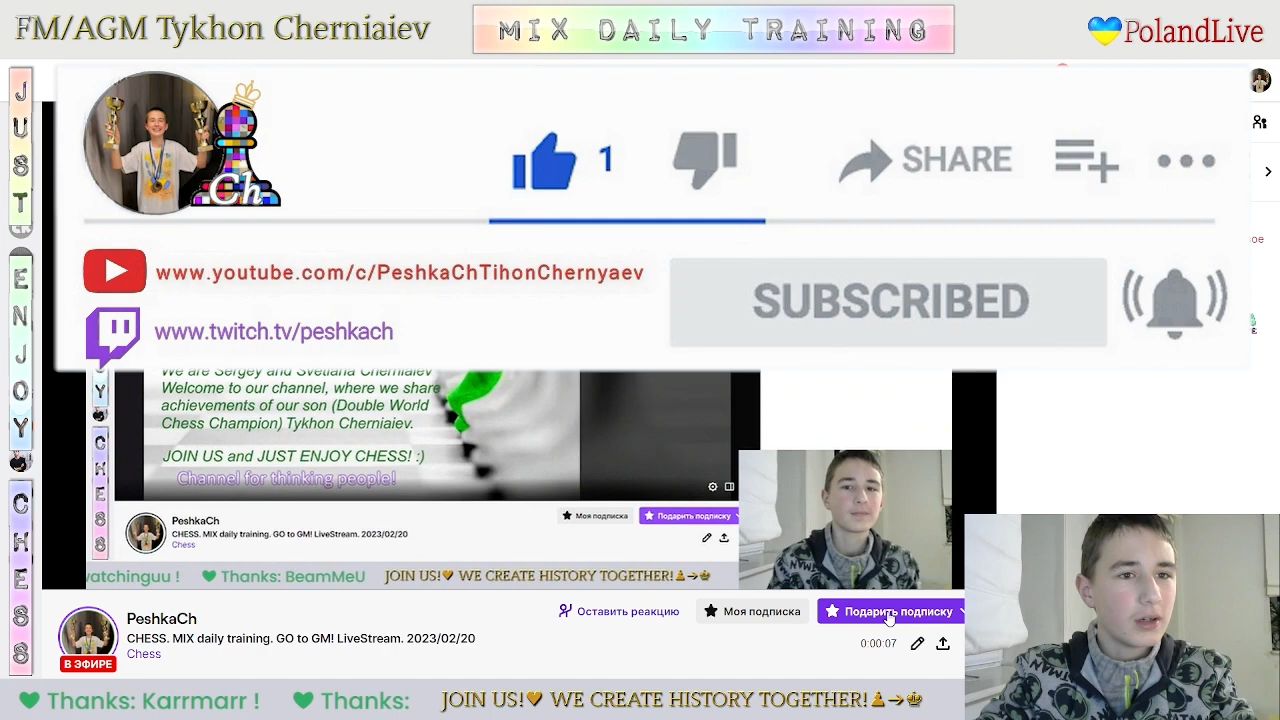 FM/AGM Tykhon Cherniaiev
MIX DAILY TRAINING
PolandLive
JUST
ENJOY
CHESS
Ch
1
SHARE
www.youtube.com/c/PeshkaChTihonChernyaev
www.twitch.tv/peshkach
SUBSCRIBED
We are Sergey and Svetlana Cherniaiev
Welcome to our channel, where we share
achievements of our son (Double World
Chess Champion) Tykhon Cherniaiev.
JOIN US and JUST ENJOY CHESS! :)
Channel for thinking people!
Y
CHESS
PeshkaCh
CHESS. MIX daily training. GO to GM! LiveStream. 2023/02/20
Chess
Моя подписка
Подарить подписку
watchinguu !
Thanks: BeamMeU
JOIN US! WE CREATE HISTORY TOGETHER!
PeshkaCh
CHESS. MIX daily training. GO to GM! LiveStream. 2023/02/20
Chess
В ЭФИРЕ
Оставить реакцию
Моя подписка
Подарить подписку
0:00:07
Thanks: Karrmarr !
Thanks:
JOIN US! WE CREATE HISTORY TOGETHER!